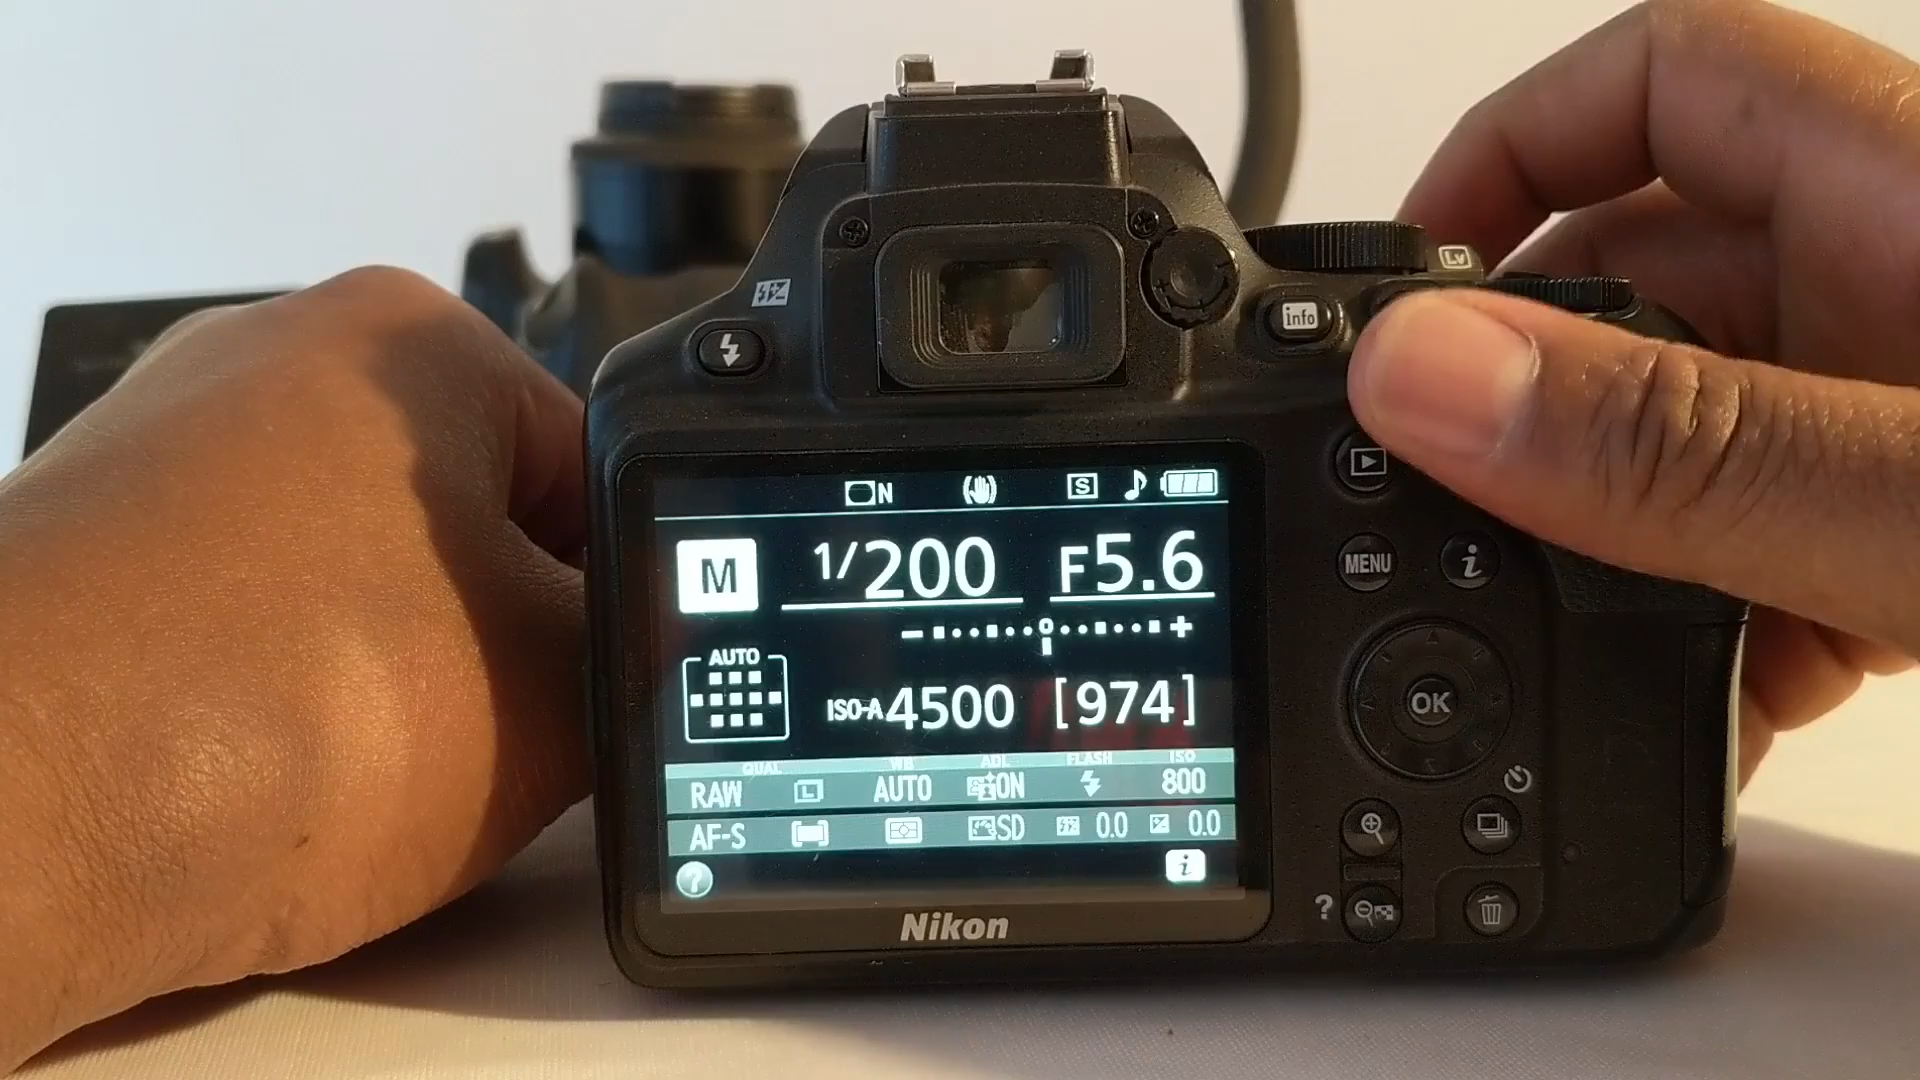 Lv
info
N S
M 1/200 F5.6
- 0 +
AUTO
ISO-A 4500 [974]
QUAL WB ADL FLASH ISO
RAW L AUTO ON 800
AF-S SD 0.0 0.0
? i
Nikon
MENU i
OK
?